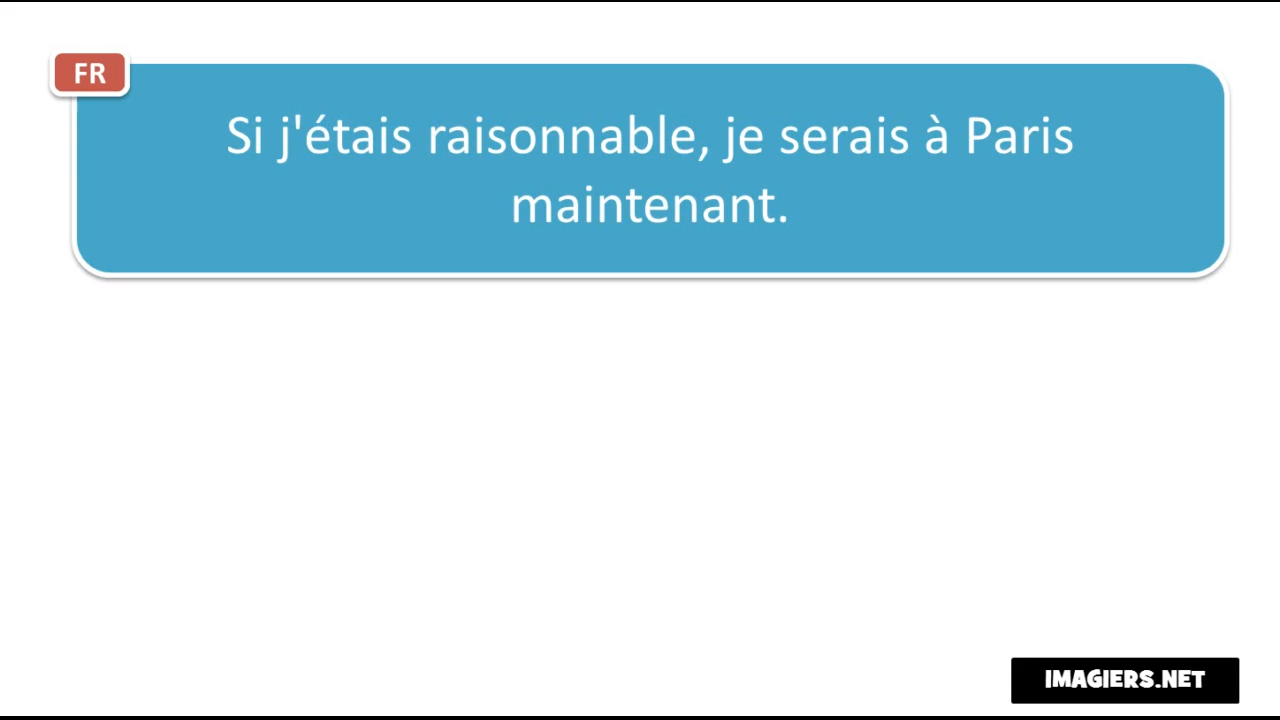 FR
Si j'étais raisonnable, je serais à Paris
maintenant.
IMAGIERS.NET